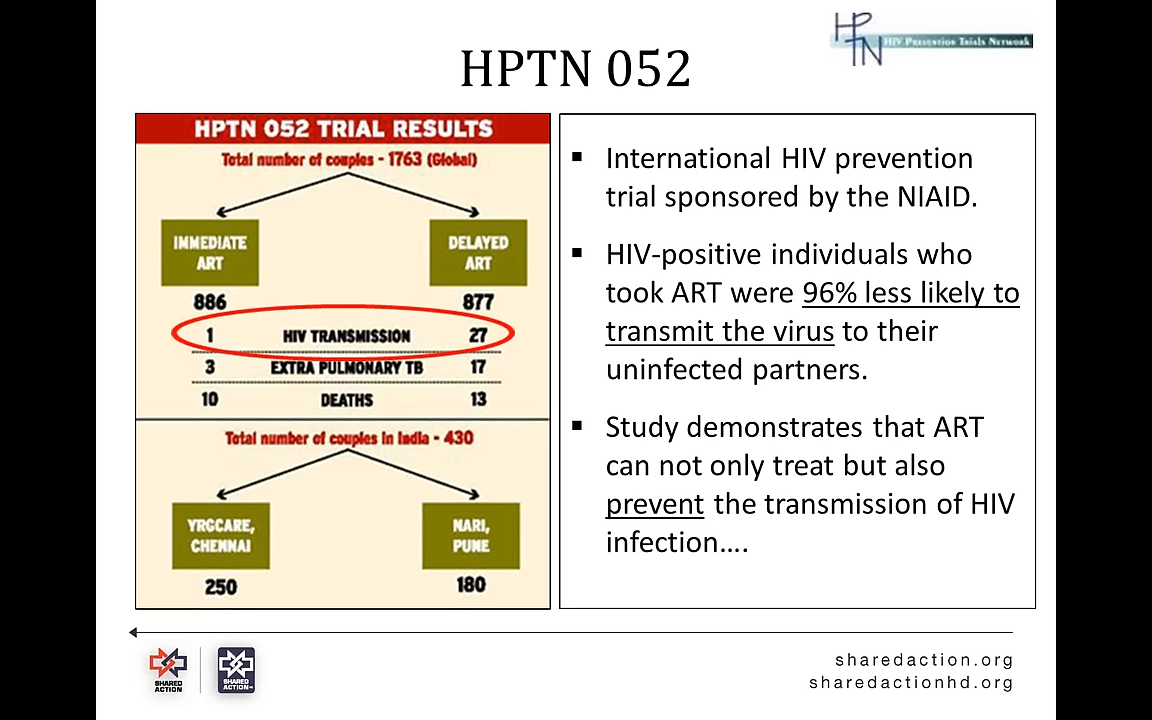 HPTN
HIV Prevention Trials Network
HPTN 052
HPTN 052 TRIAL RESULTS
Total number of couples - 1763 (Global)
IMMEDIATE
ART
DELAYED
ART
886
877
1 HIV TRANSMISSION 27
3 EXTRA PULMONARY TB 17
10 DEATHS 13
Total number of couples in India - 430
YRGCARE,
CHENNAI
NARI,
PUNE
250
180
▪ International HIV prevention
trial sponsored by the NIAID.
▪ HIV-positive individuals who
took ART were 96% less likely to
transmit the virus to their
uninfected partners.
▪ Study demonstrates that ART
can not only treat but also
prevent the transmission of HIV
infection....
SHARED
ACTION
SHARED
ACTION
sharedaction.org
sharedactionhd.org